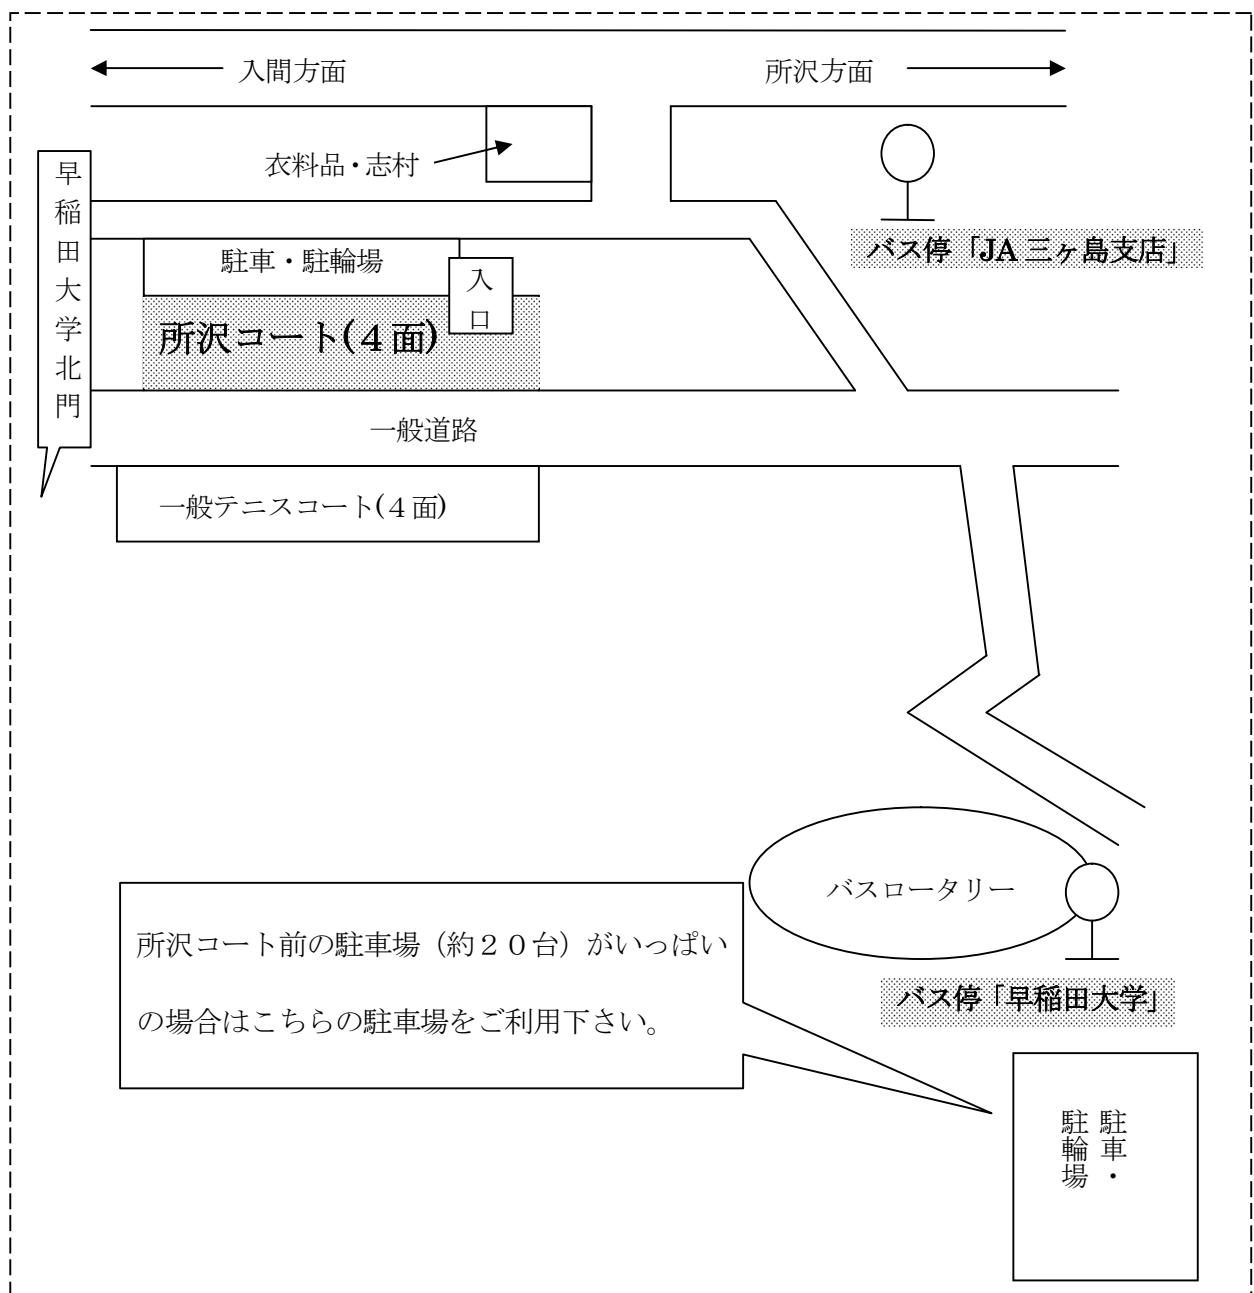 入間方面
所沢方面
衣料品・志村
早稲田大学北門
バス停「JA三ヶ島支店」
駐車・駐輪場
入口
所沢コート(４面)
一般道路
一般テニスコート(４面)
バスロータリー
所沢コート前の駐車場（約２０台）がいっぱい
の場合はこちらの駐車場をご利用下さい。
バス停「早稲田大学」
駐車・
駐輪場